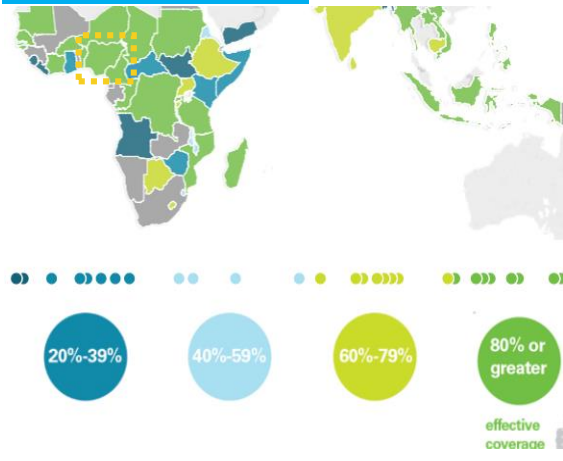 20%-39%
40%-59%
60%-79%
80% or
greater
effective
coverage